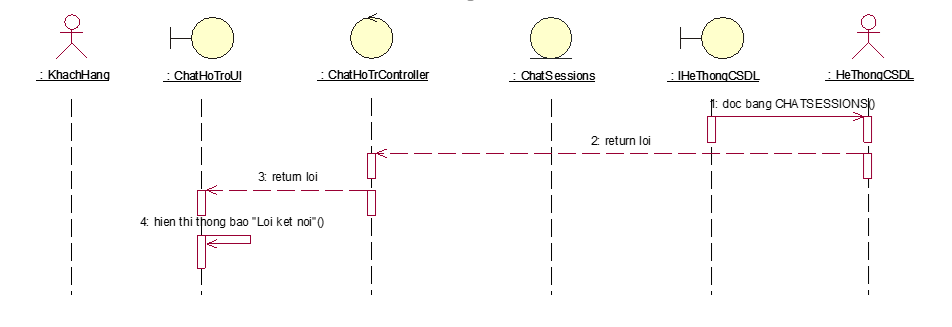 : KhachHang
: ChatHoTroUI
: ChatHoTrController
: ChatSessions
: IHeThongCSDL
: HeThongCSDL
1: doc bang CHATSESSIONS()
2: return loi
3: return loi
4: hien thi thong bao "Loi ket noi"()